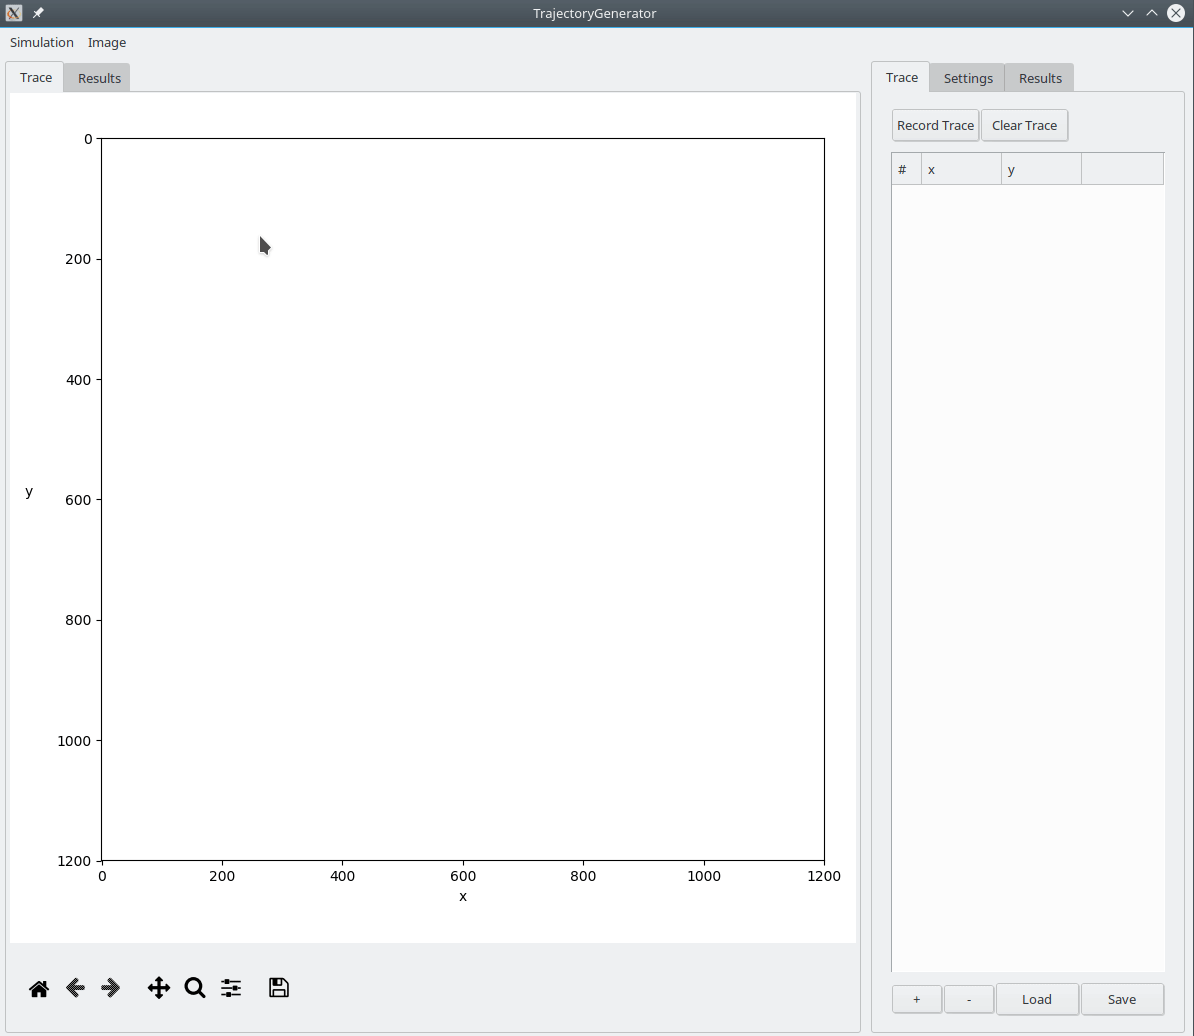 TrajectoryGenerator
Simulation Image
Trace Results
0
200
400
600
800
1000
1200
y
0 200 400 600 800 1000 1200
x
Trace Settings Results
Record Trace Clear Trace
# x y
+ - Load Save